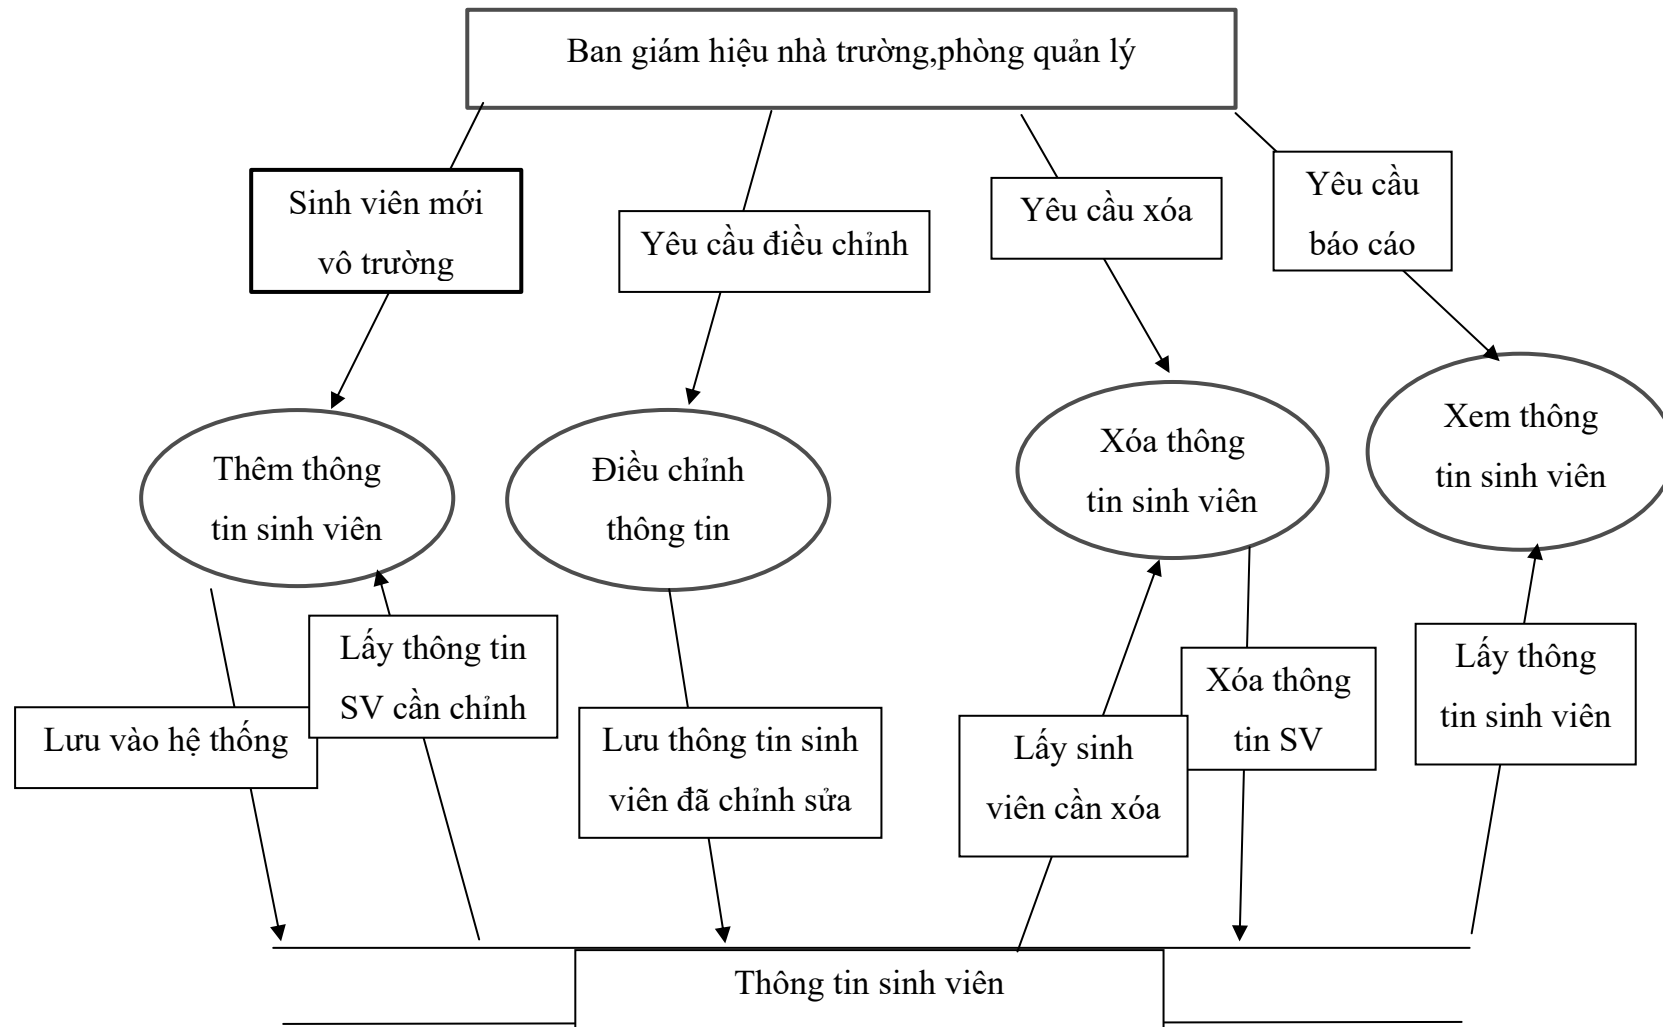 Ban giám hiệu nhà trường,phòng quản lý
Sinh viên mới
vô trường
Yêu cầu điều chỉnh
Yêu cầu xóa
Yêu cầu
báo cáo
Thêm thông
tin sinh viên
Điều chỉnh
thông tin
Xóa thông
tin sinh viên
Xem thông
tin sinh viên
Lưu vào hệ thống
Lấy thông tin
SV cần chỉnh
Lưu thông tin sinh
viên đã chỉnh sửa
Lấy sinh
viên cần xóa
Xóa thông
tin SV
Lấy thông
tin sinh viên
Thông tin sinh viên